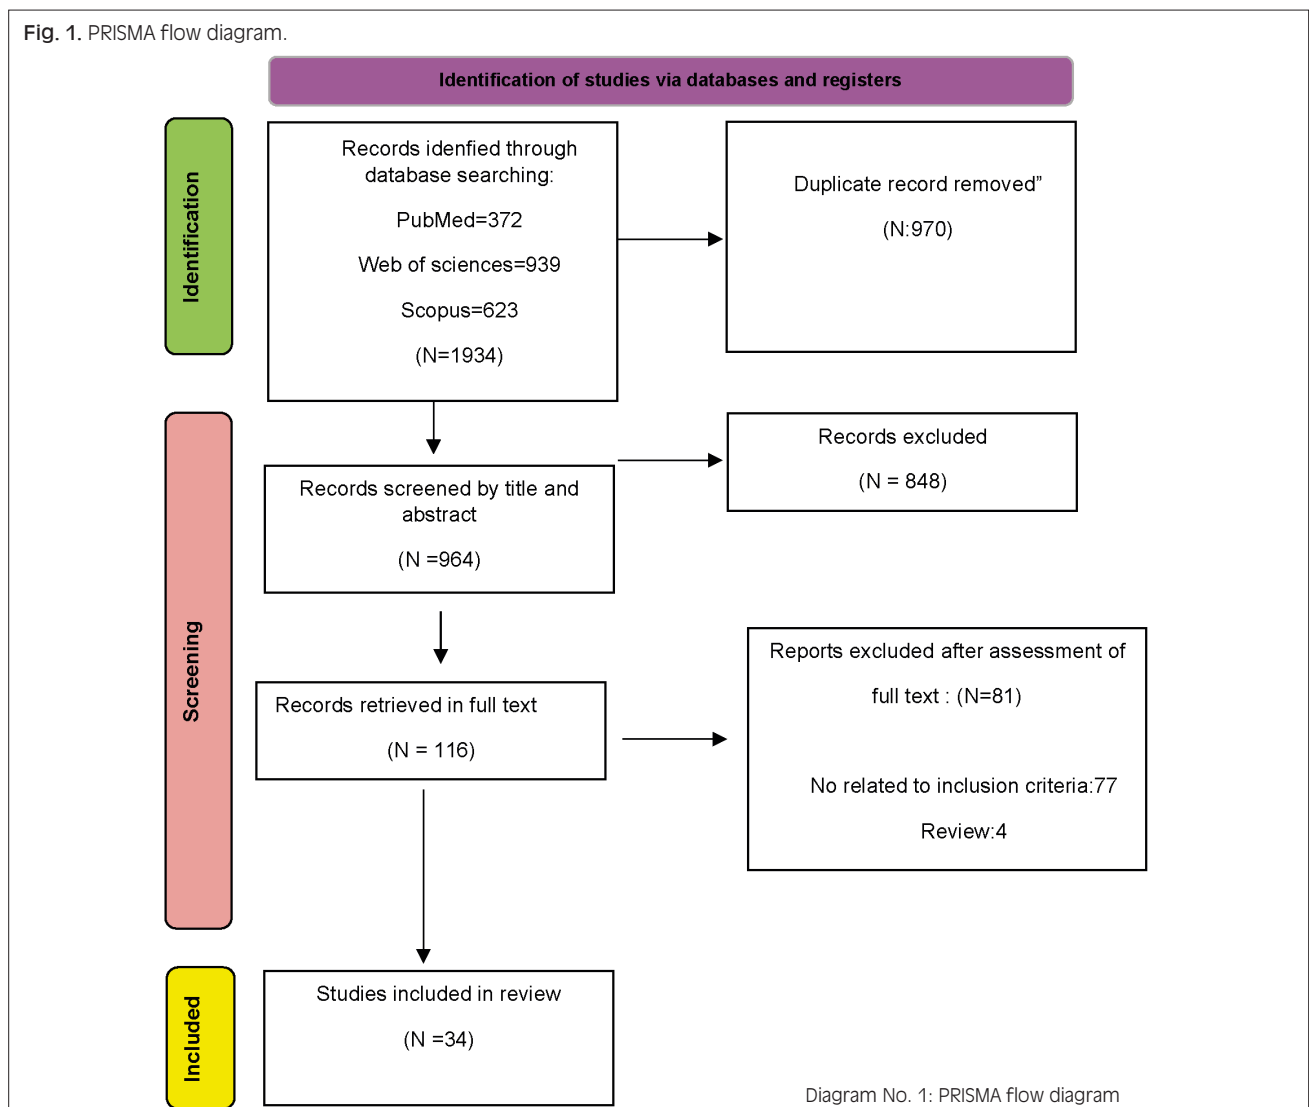 Fig. 1. PRISMA flow diagram.
Identification of studies via databases and registers
Identification
Records idenfied through
database searching:
PubMed=372
Web of sciences=939
Scopus=623
(N=1934)
Duplicate record removed”
(N:970)
Screening
Records excluded
(N = 848)
Records screened by title and
abstract
(N =964)
Records retrieved in full text
(N = 116)
Reports excluded after assessment of
full text : (N=81)
No related to inclusion criteria:77
Review:4
Included
Studies included in review
(N =34)
Diagram No. 1: PRISMA flow diagram